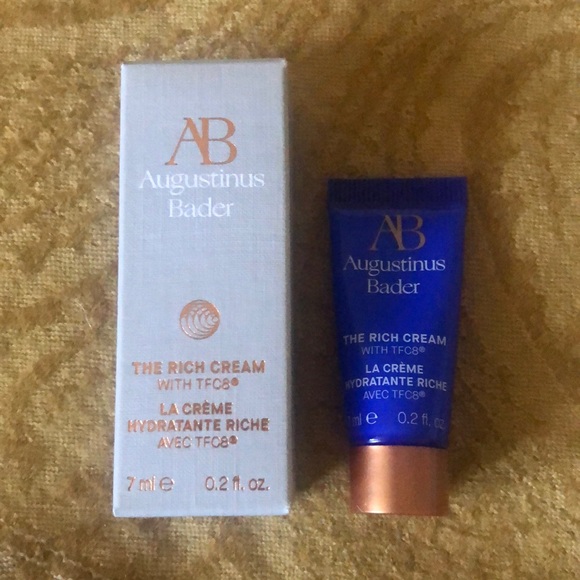 AB
Augustinus
Bader
THE RICH CREAM
WITH TFC8®
LA CRÈME
HYDRATANTE RICHE
AVEC TFC8®
7 ml e 0.2 fl. oz.
AB
Augustinus
Bader
THE RICH CREAM
WITH TFC8®
LA CRÈME
HYDRATANTE RICHE
AVEC TFC8®
ml e 0.2 fl. oz.